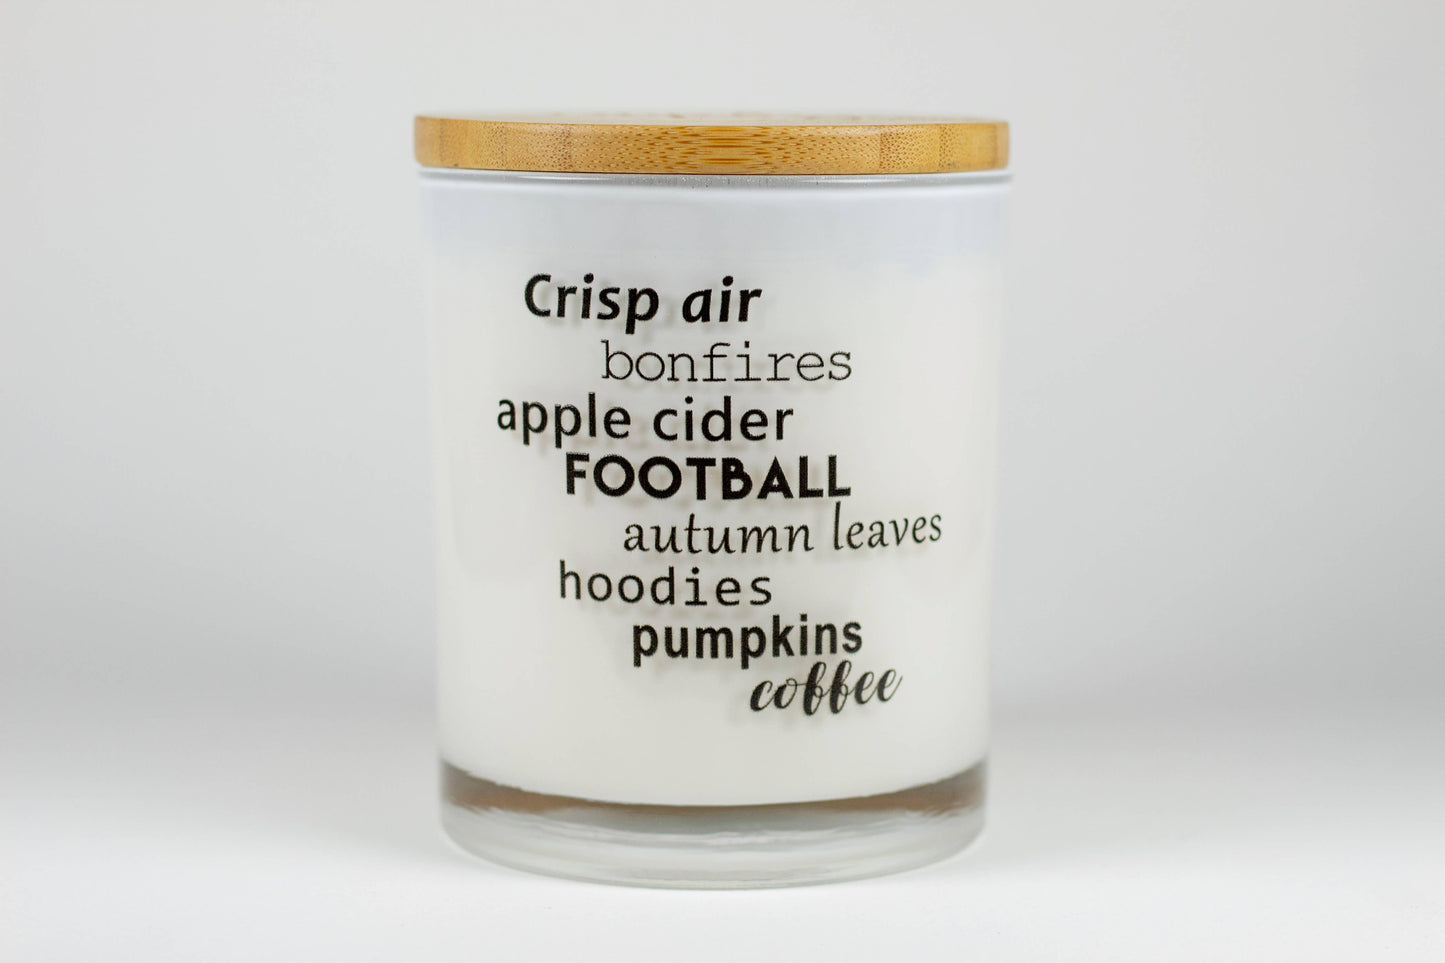 Crisp air
bonfires
apple cider
FOOTBALL
autumn leaves
hoodies
pumpkins
coffee